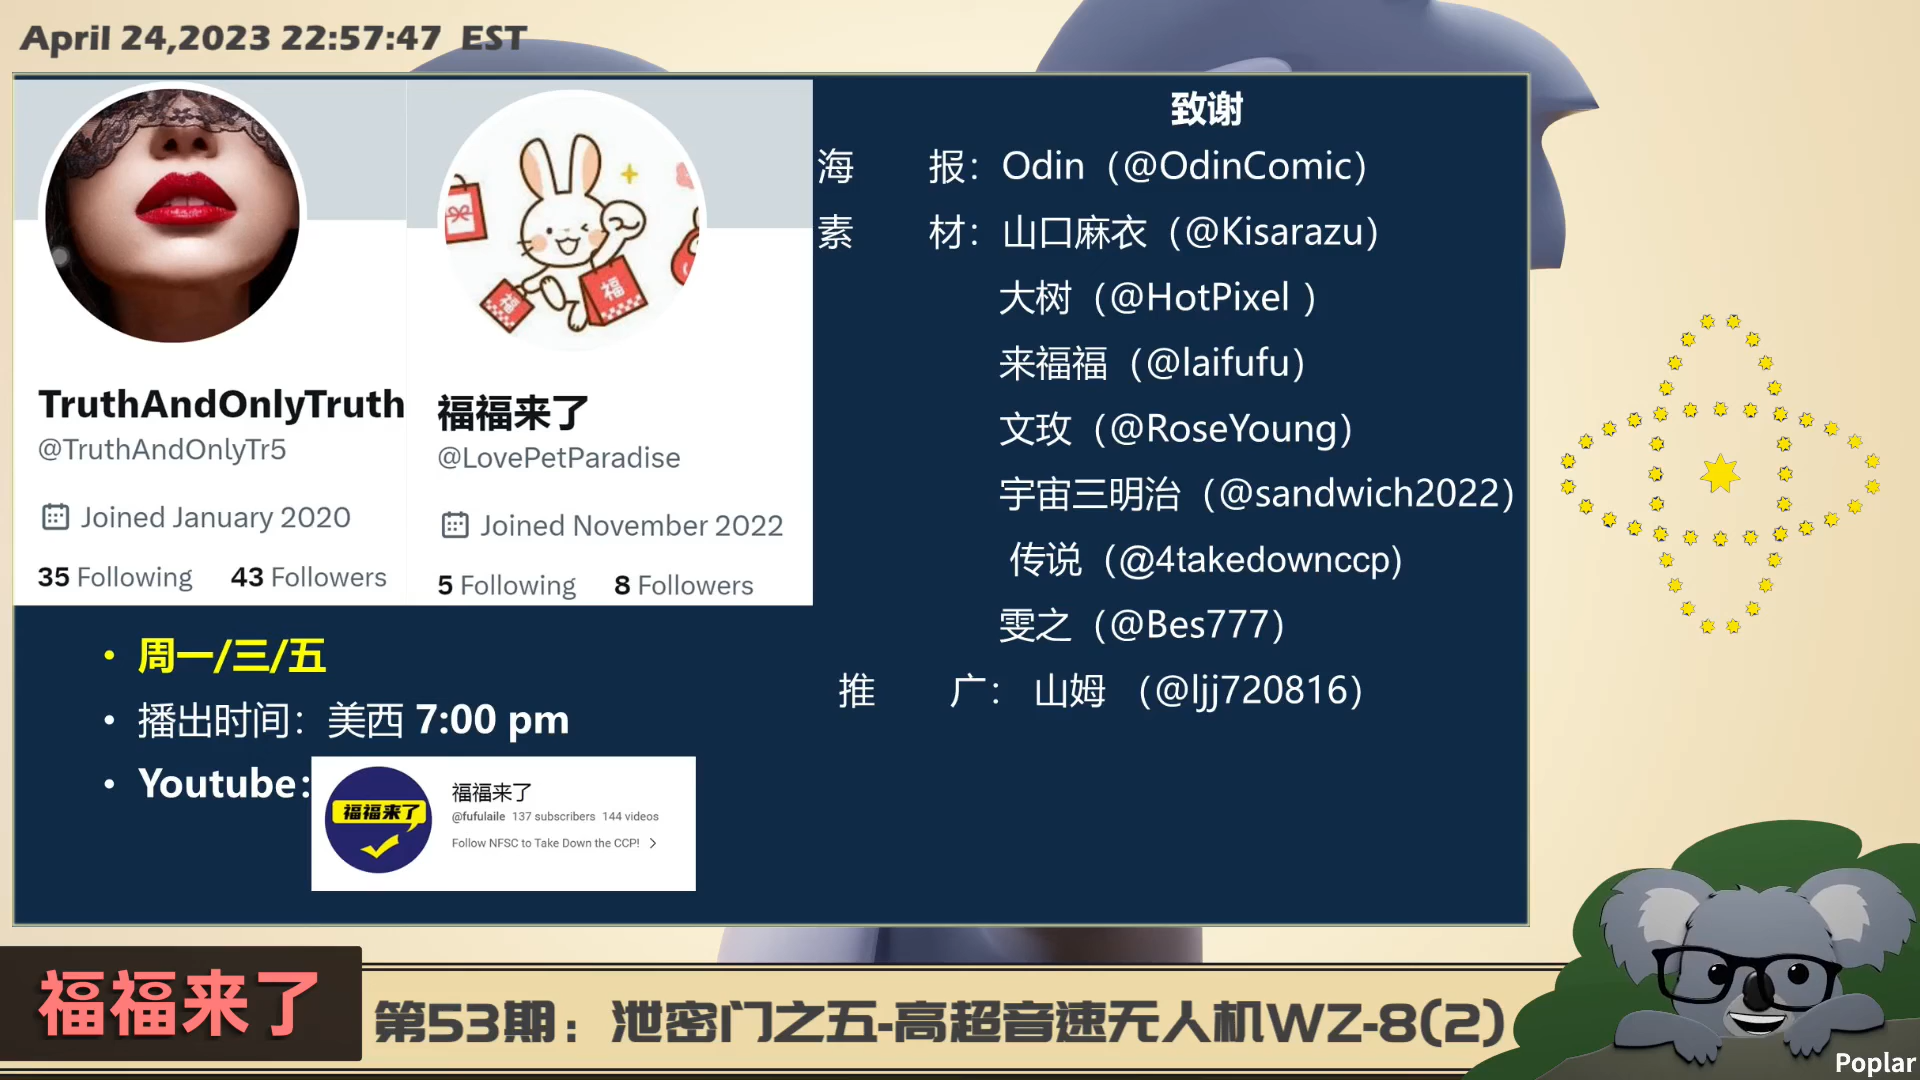 April 24,2023 22:57:47 EST
TruthAndOnlyTruth
@TruthAndOnlyTr5
Joined January 2020
35 Following 43 Followers
福
福
福福来了
@LovePetParadise
Joined November 2022
5 Following 8 Followers
• 周一/三/五
• 播出时间：美西 7:00 pm
• Youtube:
福福来了
福福来了
@fufulaile 137 subscribers 144 videos
Follow NFSC to Take Down the CCP!
致谢
海 报：Odin（@OdinComic）
素 材：山口麻衣（@Kisarazu）
大树（@HotPixel ）
来福福（@laifufu）
文玫（@RoseYoung）
宇宙三明治（@sandwich2022）
传说（@4takedownccp)
雯之（@Bes777）
推 广： 山姆 （@ljj720816）
福福来了
第53期：泄密门之五-高超音速无人机WZ-8(2)
Poplar